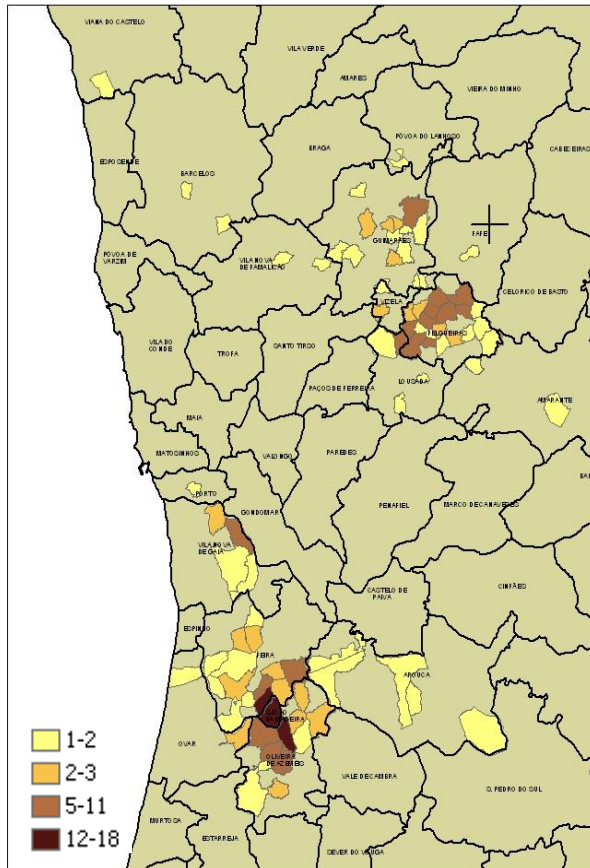 VIANA DO CASTELO
VILA VERDE
AMARES
VIEIRA DO MINHO
POVOA DO LANHOSO
BRAGA
CABECEIRAS
ESPOSENDE
BARCELOS
GUIMARÃES
FAFE
POVOA DE
VARZIM
VILA NOVA
DE FAMALICÃO
CELORICO DE BASTO
VIZELA
FELGUEIRAS
VILA DO
CONDE
TROFA
SANTO TIRSO
PAÇOS DE FERREIRA
LOUSADA
AMARANTE
MAIA
MATOSINHOS
VALONGO
PAREDES
PENAFIEL
MARCO DE CANAVESES
PORTO
GONDOMAR
VILA NOVA
DE GAIA
CASTELO DE
PAIVA
CINFÃES
ESPINHO
FEIRA
AROUCA
OVAR
OLIVEIRA
DE AZEMEIS
VALE DE CAMBRA
S. PEDRO DO SUL
MURTOSA
ESTARREJA
SEVER DO VOUGA
1-2
2-3
5-11
12-18